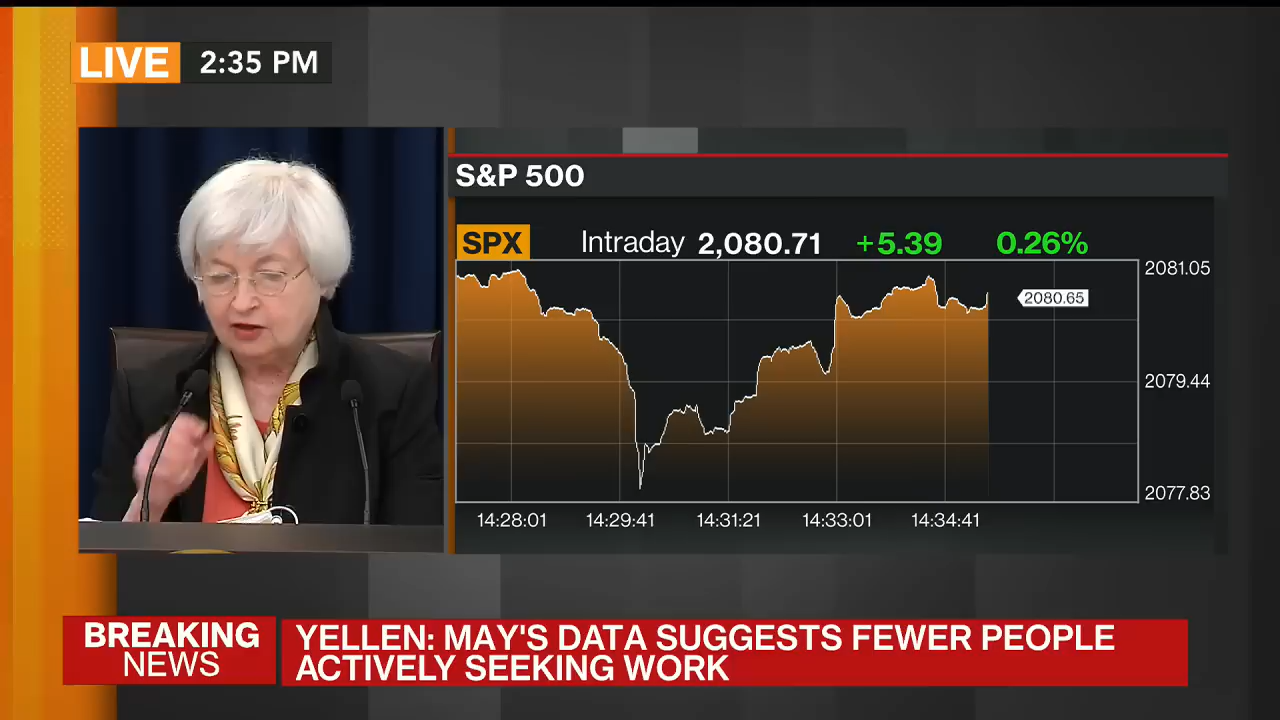 LIVE 2:35 PM
S&P 500
SPX Intraday 2,080.71 +5.39 0.26%
2081.05
2080.65
2079.44
2077.83
14:28:01 14:29:41 14:31:21 14:33:01 14:34:41
BREAKING
NEWS
YELLEN: MAY'S DATA SUGGESTS FEWER PEOPLE
ACTIVELY SEEKING WORK